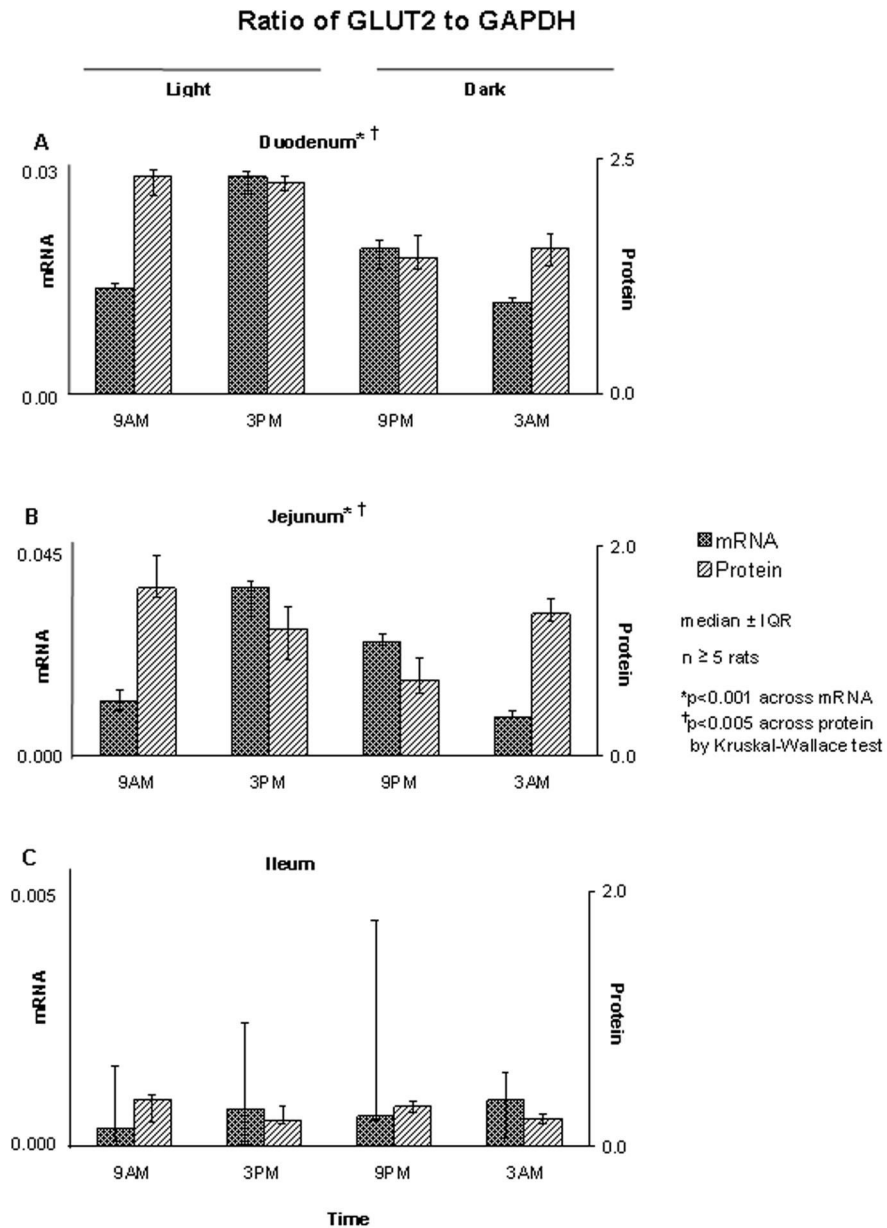 Ratio of GLUT2 to GAPDH
Light Dark
A Duodenum* †
0.03 2.5
mRNA Protein
0.00 0.0
9AM 3PM 9PM 3AM
B Jejunum* †
0.045 2.0
mRNA Protein
0.000 0.0
9AM 3PM 9PM 3AM
mRNA
Protein
median ± IQR
n ≥ 5 rats
*p<0.001 across mRNA
†p<0.005 across protein
by Kruskal-Wallace test
C Ileum
0.005 2.0
mRNA Protein
0.000 0.0
9AM 3PM 9PM 3AM
Time